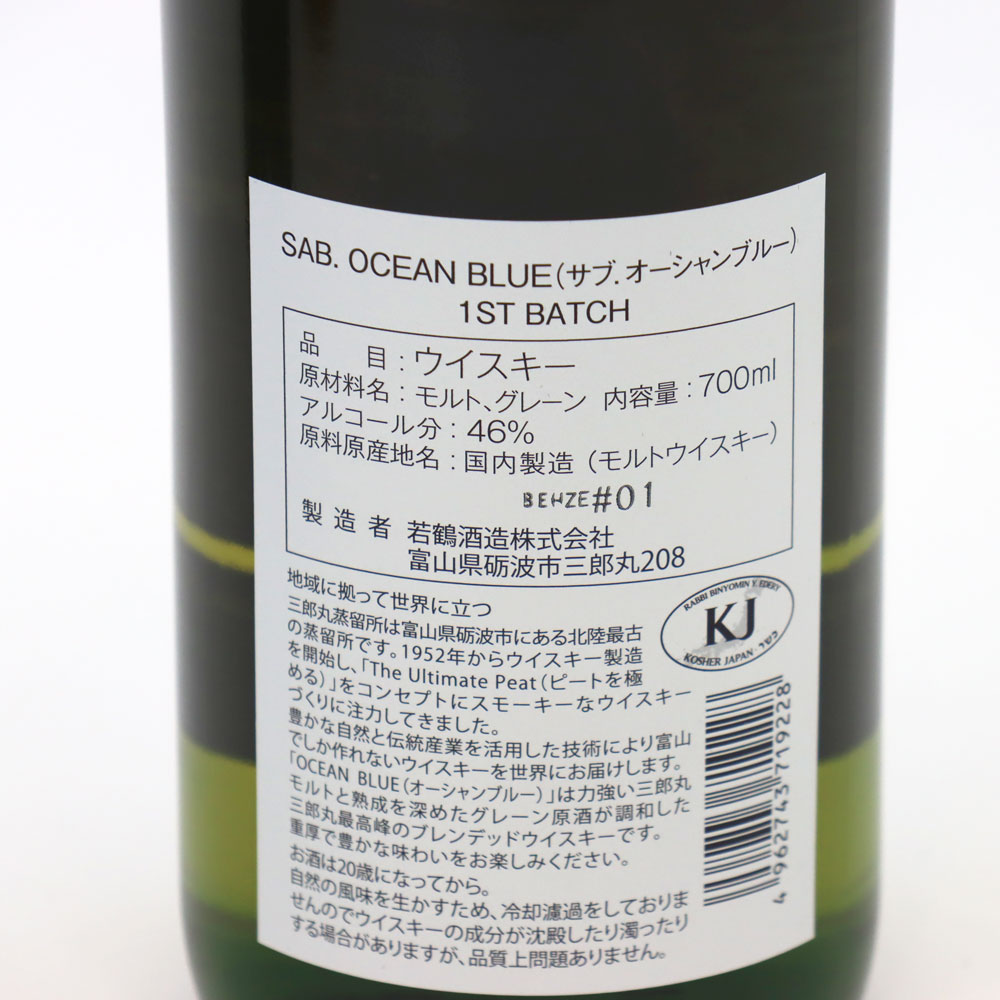 SAB. OCEAN BLUE(サブ.オーシャンブルー)
1ST BATCH
品目:ウイスキー
原材料名:モルト、グレーン 内容量:700ml
アルコール分:46%
原料原産地名:国内製造(モルトウイスキー)
BEHZE#01
製造者 若鶴酒造株式会社
富山県砺波市三郎丸208
地域に拠って世界に立つ
三郎丸蒸留所は富山県砺波市にある北陸最古
の蒸留所です。1952年からウイスキー製造
を開始し、「The Ultimate Peat(ピートを極
める)」をコンセプトにスモーキーなウイスキー
づくりに注力してきました。
豊かな自然と伝統産業を活用した技術により富山
でしか作れないウイスキーを世界にお届けします。
「OCEAN BLUE(オーシャンブルー)」は力強い三郎丸
モルトと熟成を深めたグレーン原酒が調和した
三郎丸最高峰のブレンデッドウイスキーです。
重厚で豊かな味わいをお楽しみください。
お酒は20歳になってから。
自然の風味を生かすため、冷却濾過をしておりま
せんのでウイスキーの成分が沈殿したり濁ったり
する場合がありますが、品質上問題ありません。
RABBI BINYOMIN Y. EDERY
KJ
KOSHER JAPAN - כשר
4962743719228